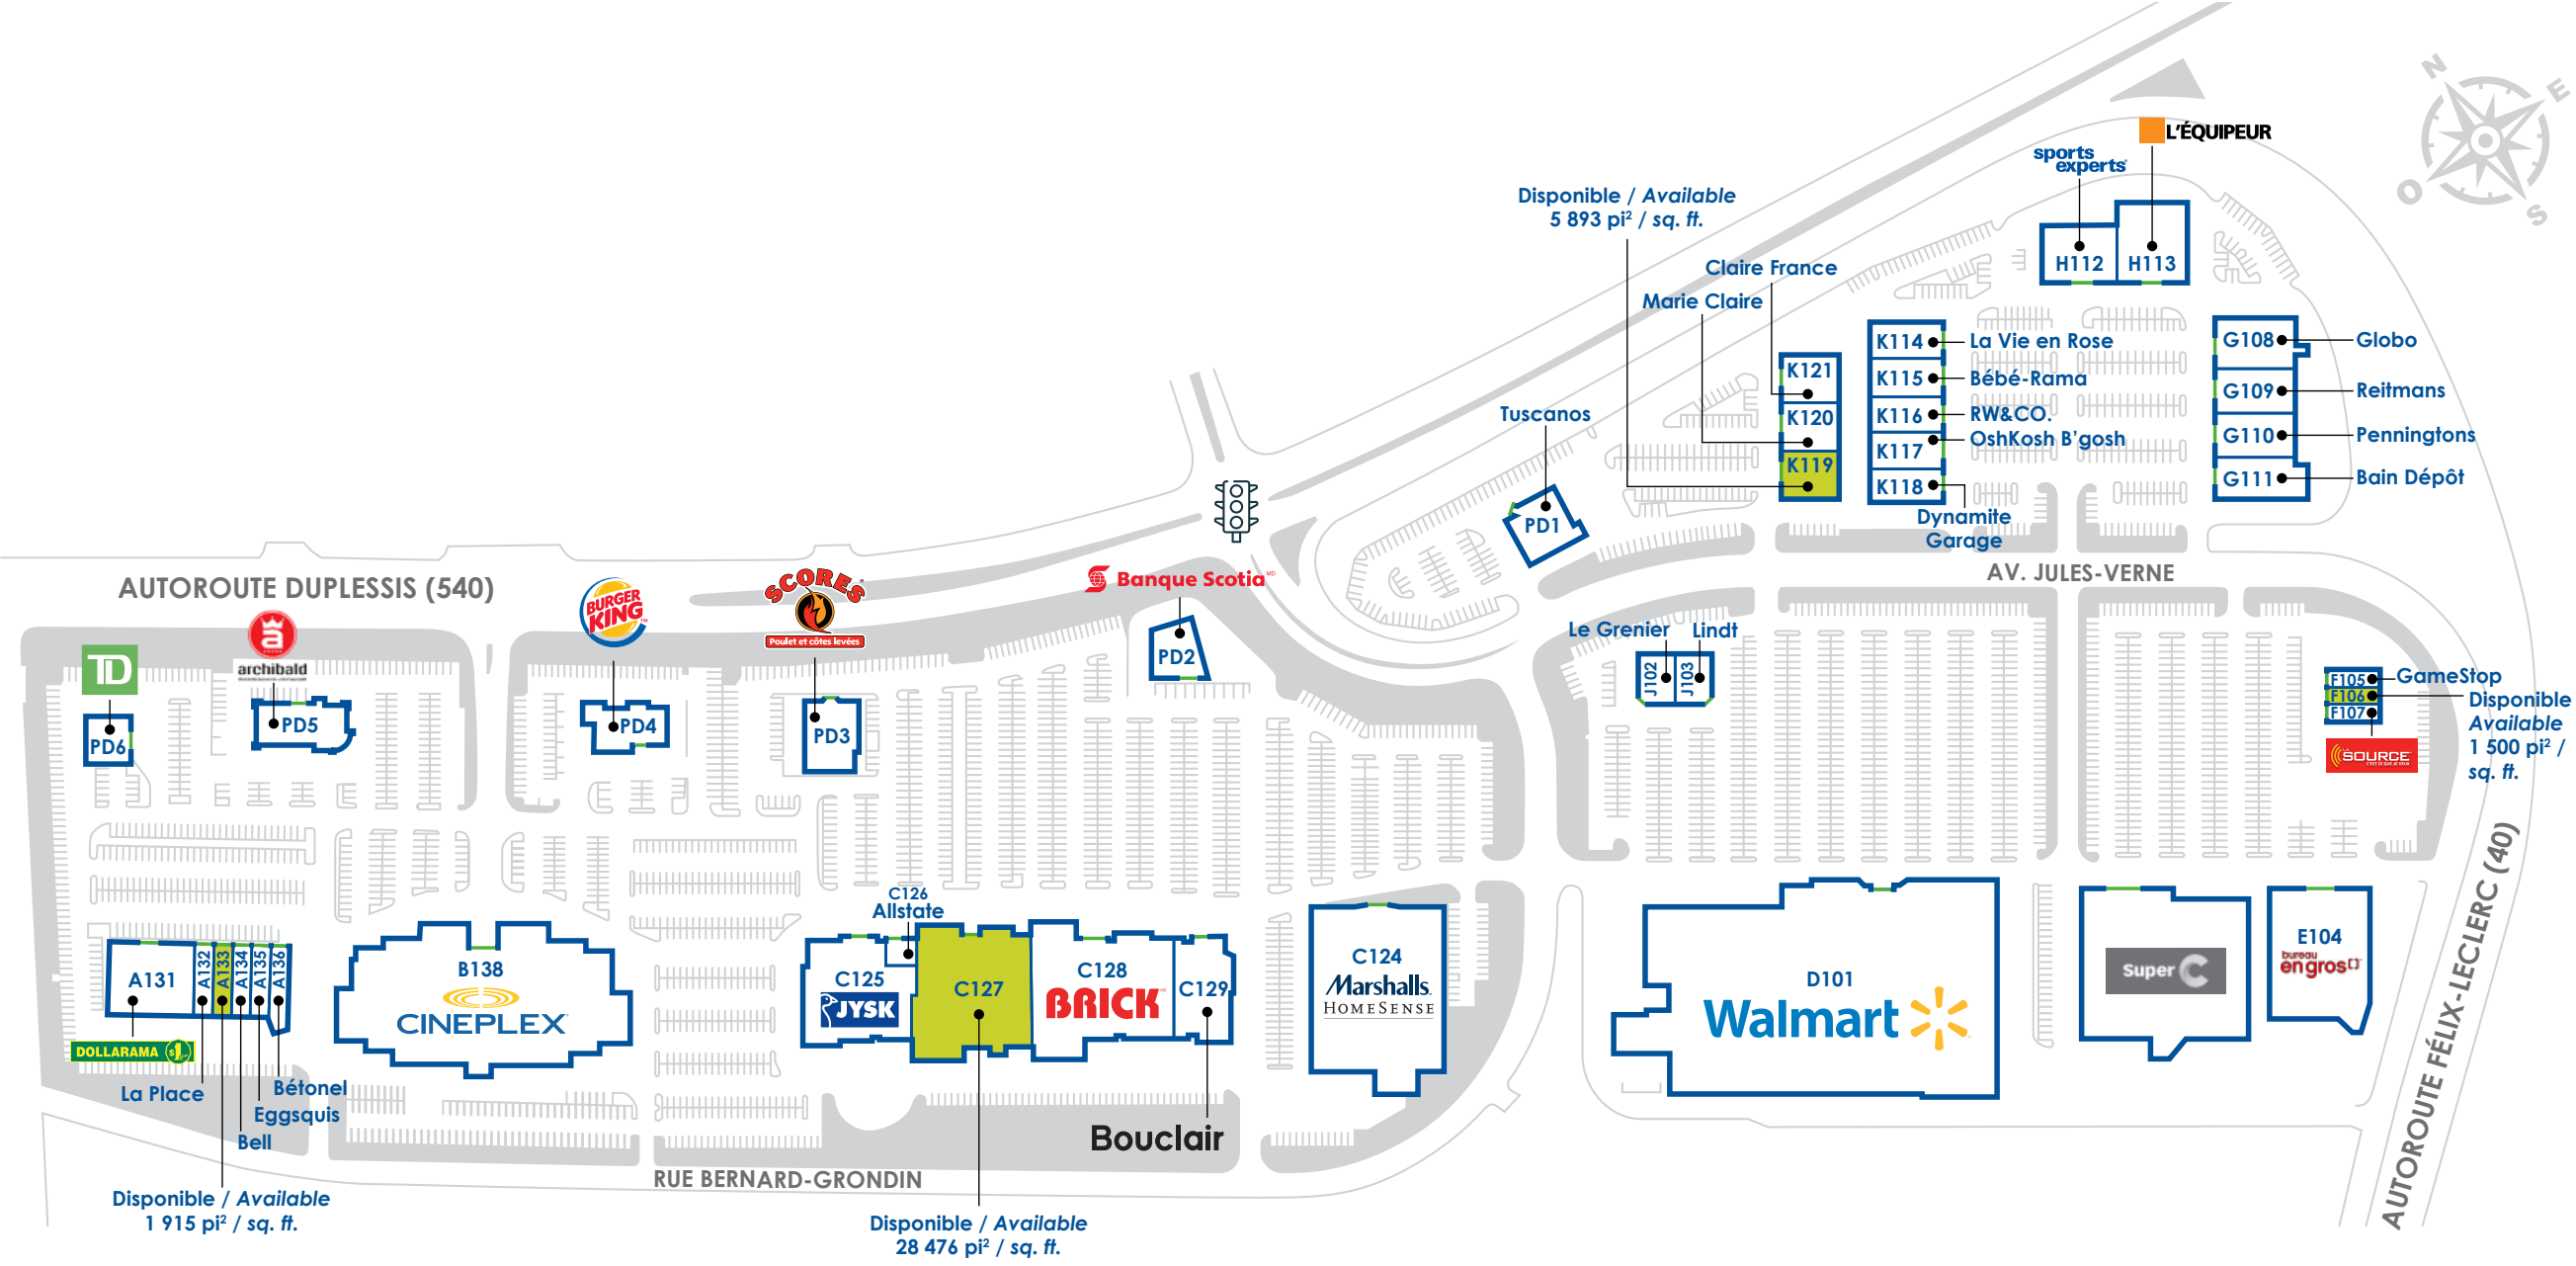 N
E
O
S
L'ÉQUIPEUR
sports
experts
H112
H113
Disponible / Available
5 893 pi² / sq. ft.
Claire France
Marie Claire
K121
K120
K119
K114
La Vie en Rose
K115
Bébé-Rama
K116
RW&CO.
K117
OshKosh B'gosh
K118
Dynamite
Garage
G108
Globo
G109
Reitmans
G110
Penningtons
G111
Bain Dépôt
Tuscanos
PD1
AV. JULES-VERNE
AUTOROUTE DUPLESSIS (540)
TD
PD6
a
archibald
PD5
BURGER
KING
PD4
SCORES
Poulet et côtes levées
PD3
Banque Scotia MD
PD2
Le Grenier
Lindt
J102
J103
F105
GameStop
F106
Disponible
Available
1 500 pi² /
sq. ft.
F107
LA SOURCE
AUTOROUTE FÉLIX-LECLERC (40)
A131
A132
A133
A134
A135
A136
DOLLARAMA $1
La Place
Bétonel
Eggsquis
Bell
Disponible / Available
1 915 pi² / sq. ft.
B138
CINEPLEX
C126
Allstate
C125
JYSK
C127
C128
BRICK
C129
Bouclair
Disponible / Available
28 476 pi² / sq. ft.
C124
Marshalls
HOMESENSE
D101
Walmart
Super C
E104
bureau
en gros
RUE BERNARD-GRONDIN